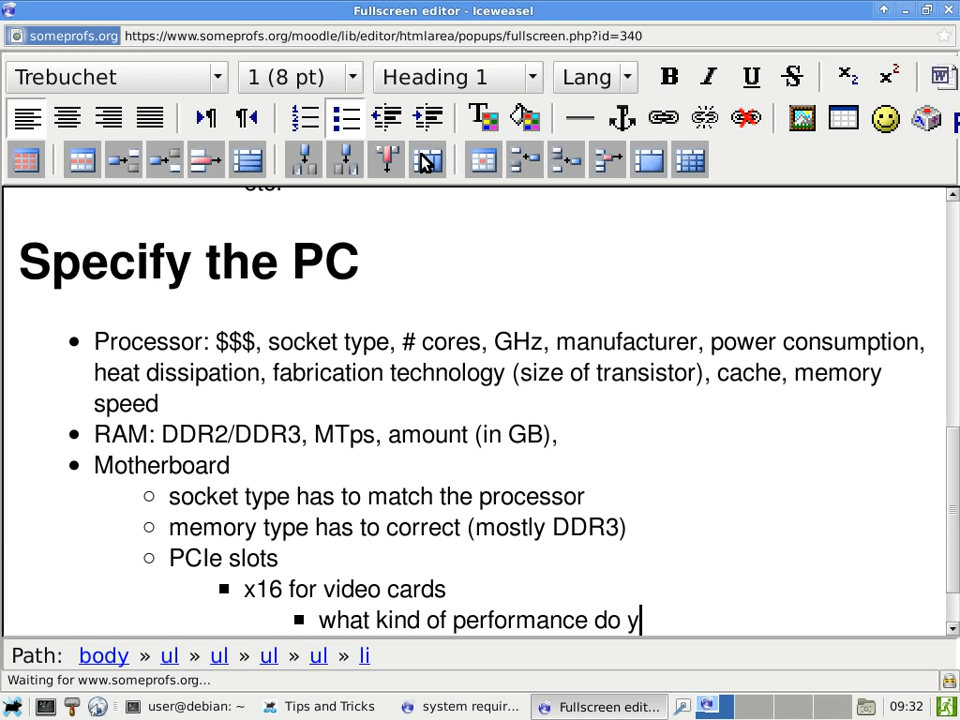 Fullscreen editor - Iceweasel
someprofs.org https://www.someprofs.org/moodle/lib/editor/htmlarea/popups/fullscreen.php?id=340
Trebuchet 1 (8 pt) Heading 1 Lang B I U S x₂ x²
Specify the PC
Processor: $$$, socket type, # cores, GHz, manufacturer, power consumption,
heat dissipation, fabrication technology (size of transistor), cache, memory
speed
RAM: DDR2/DDR3, MTps, amount (in GB),
Motherboard
socket type has to match the processor
memory type has to correct (mostly DDR3)
PCIe slots
x16 for video cards
what kind of performance do y
Path: body » ul » ul » ul » ul » li
Waiting for www.someprofs.org...
user@debian: ~ Tips and Tricks system requir... Fullscreen edit... 09:32